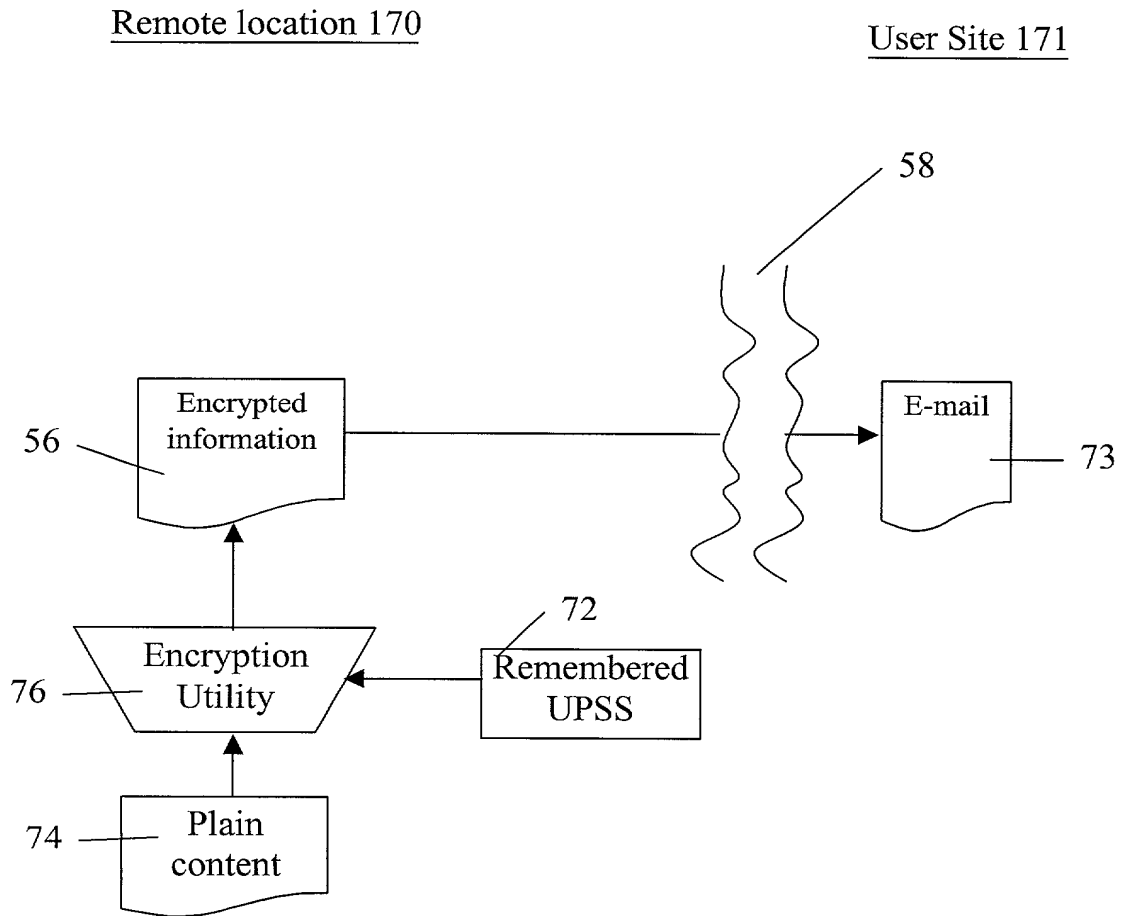 Remote location 170
User Site 171
58
Encrypted
information
E-mail
56
73
72
Encryption
Utility
Remembered
UPSS
76
Plain
content
74